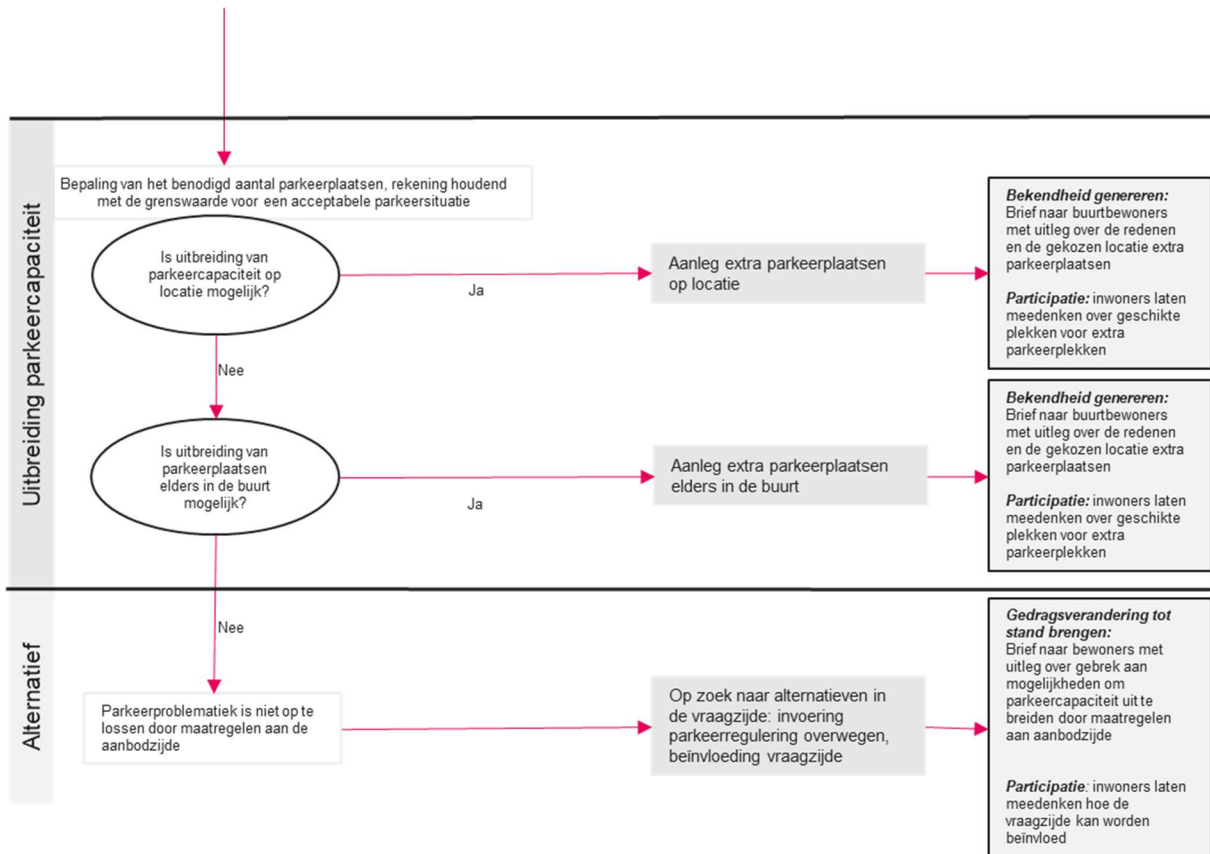 Uitbreiding parkeercapaciteit
Bepaling van het benodigd aantal parkeerplaatsen, rekening houdend
met de grenswaarde voor een acceptabele parkeersituatie
Is uitbreiding van
parkeercapaciteit op
locatie mogelijk?
Ja
Aanleg extra parkeerplaatsen
op locatie
Bekendheid genereren:
Brief naar buurtbewoners
met uitleg over de redenen
en de gekozen locatie extra
parkeerplaatsen
Participatie: inwoners laten
meedenken over geschikte
plekken voor extra
parkeerplekken
Nee
Is uitbreiding van
parkeerplaatsen
elders in de buurt
mogelijk?
Ja
Aanleg extra parkeerplaatsen
elders in de buurt
Bekendheid genereren:
Brief naar buurtbewoners
met uitleg over de redenen
en de gekozen locatie extra
parkeerplaatsen
Participatie: inwoners laten
meedenken over geschikte
plekken voor extra
parkeerplekken
Alternatief
Nee
Parkeerproblematiek is niet op te
lossen door maatregelen aan de
aanbodzijde
Op zoek naar alternatieven in
de vraagzijde: invoering
parkeerregulering overwegen,
beïnvloeding vraagzijde
Gedragsverandering tot
stand brengen:
Brief naar bewoners met
uitleg over gebrek aan
mogelijkheden om
parkeercapaciteit uit te
breiden door maatregelen
aan aanbodzijde
Participatie: inwoners laten
meedenken hoe de
vraagzijde kan worden
beïnvloed